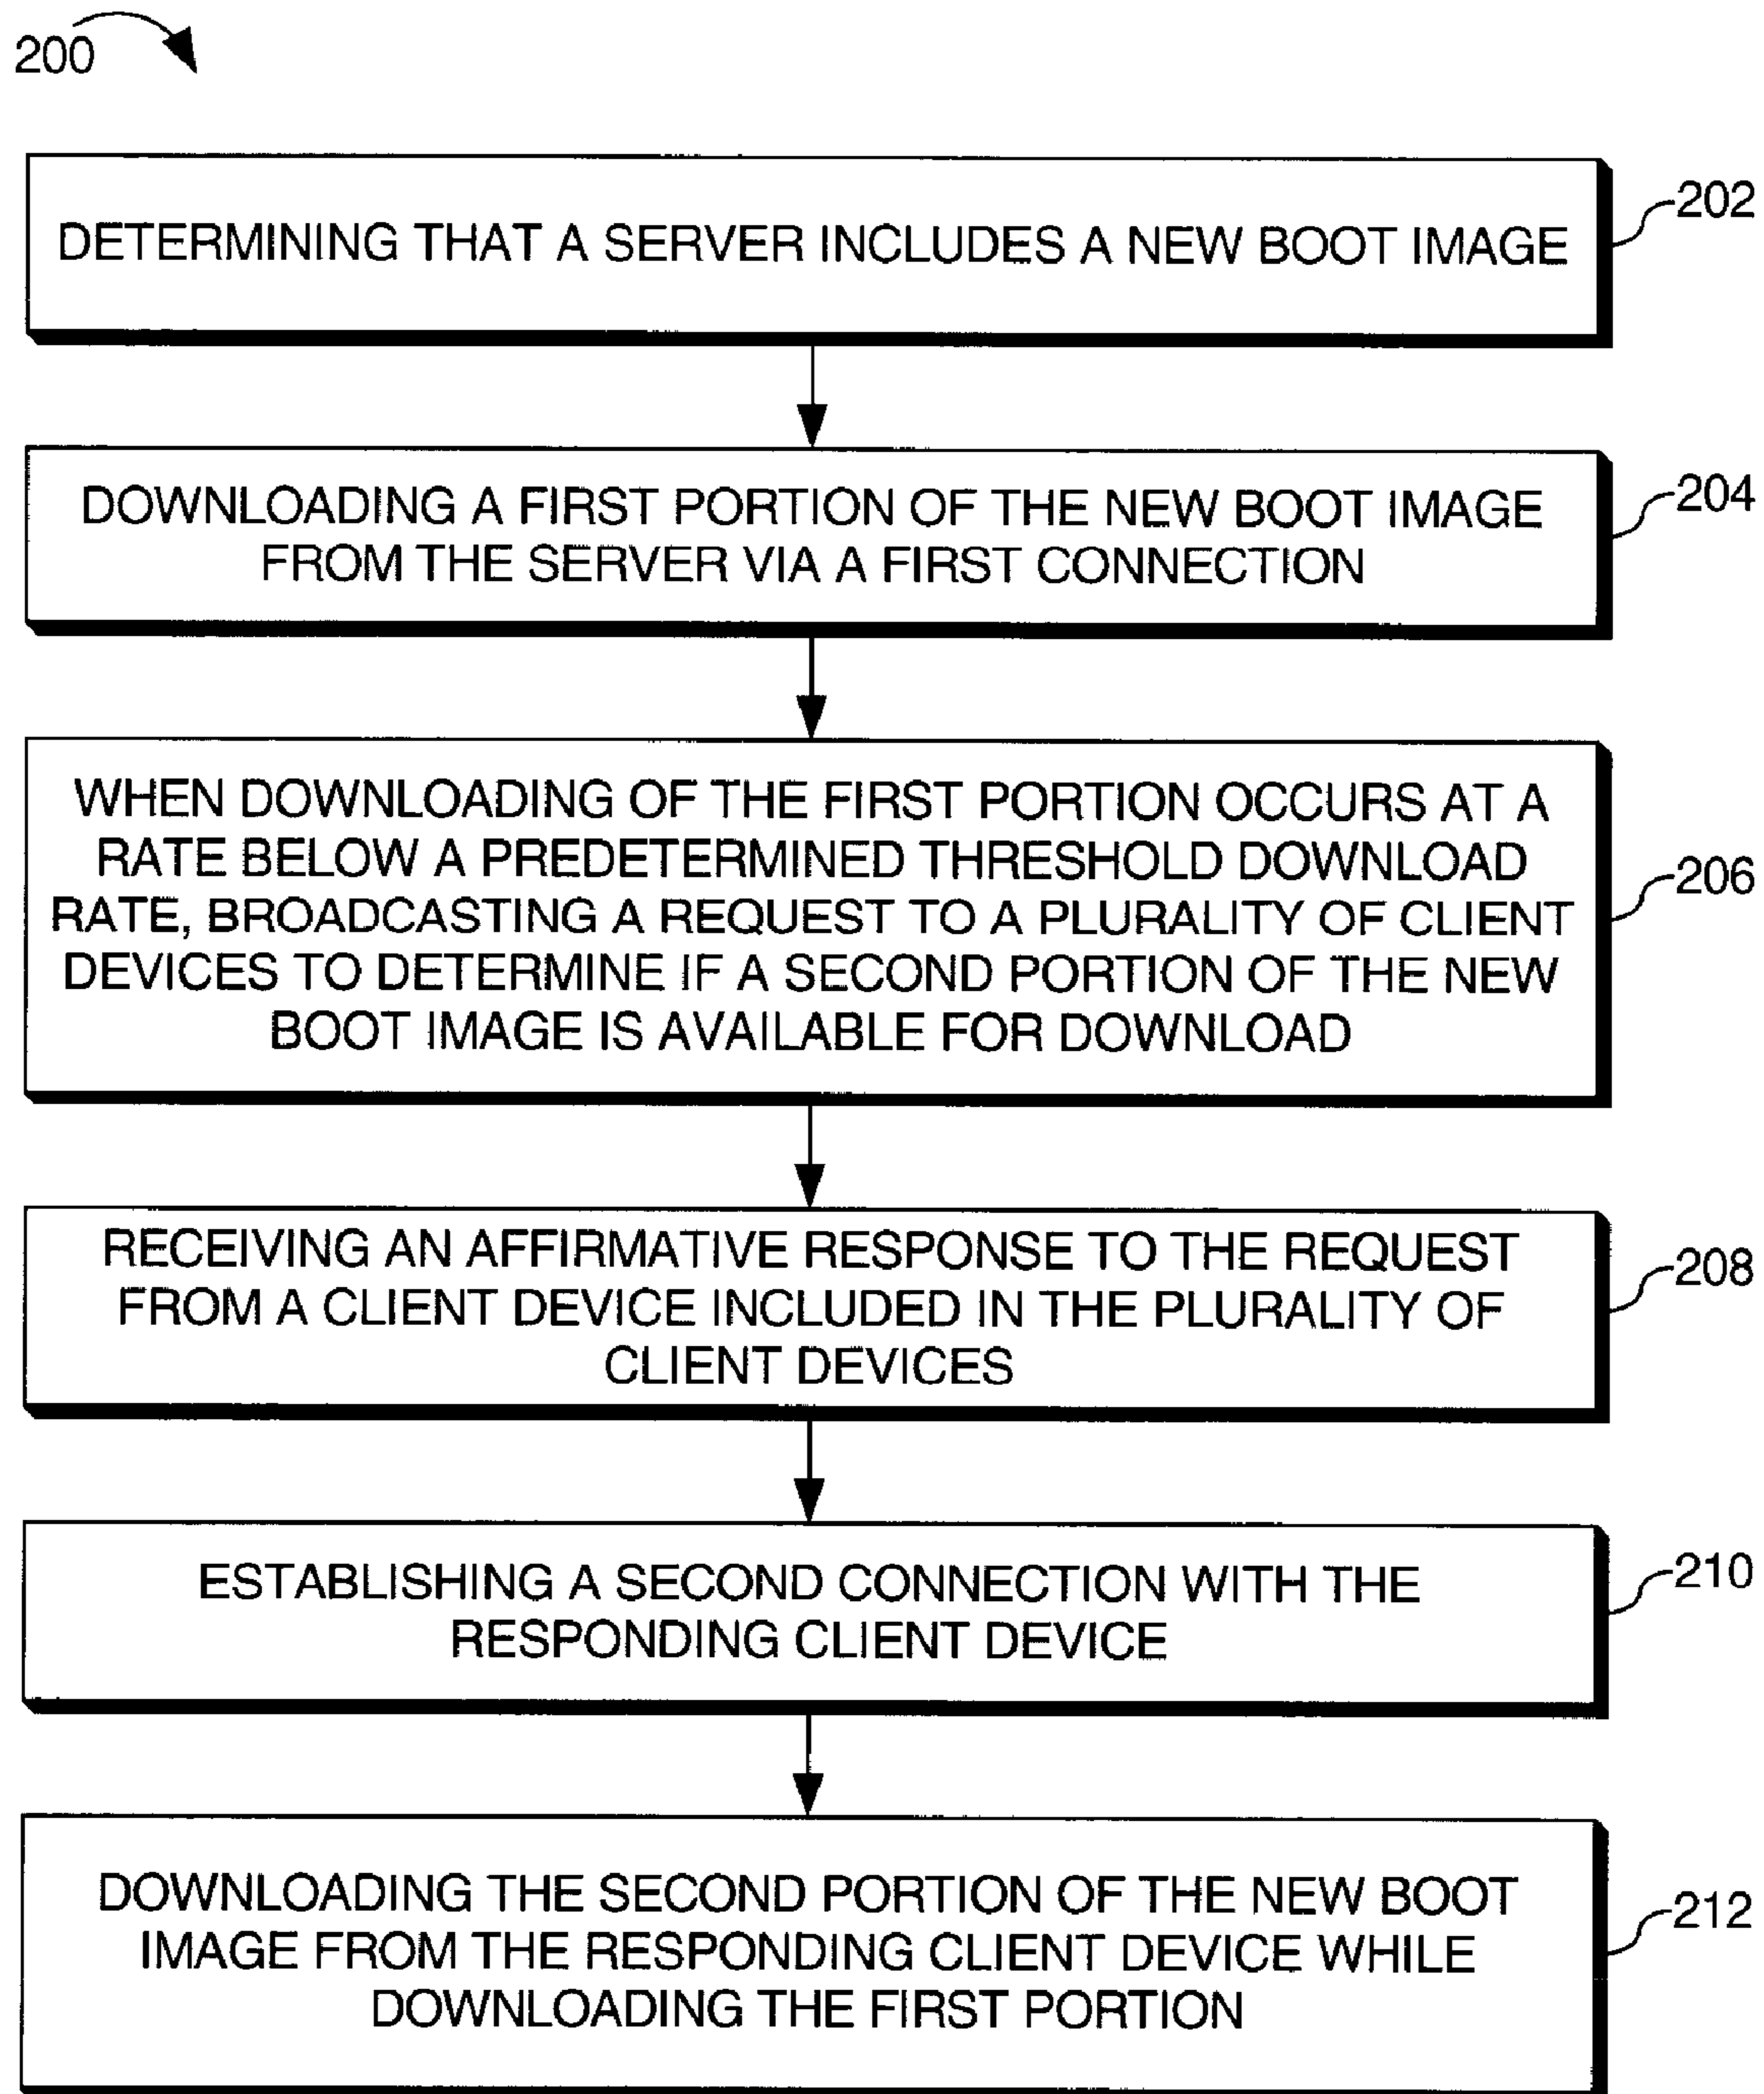 200
DETERMINING THAT A SERVER INCLUDES A NEW BOOT IMAGE
202
DOWNLOADING A FIRST PORTION OF THE NEW BOOT IMAGE
FROM THE SERVER VIA A FIRST CONNECTION
204
WHEN DOWNLOADING OF THE FIRST PORTION OCCURS AT A
RATE BELOW A PREDETERMINED THRESHOLD DOWNLOAD
RATE, BROADCASTING A REQUEST TO A PLURALITY OF CLIENT
DEVICES TO DETERMINE IF A SECOND PORTION OF THE NEW
BOOT IMAGE IS AVAILABLE FOR DOWNLOAD
206
RECEIVING AN AFFIRMATIVE RESPONSE TO THE REQUEST
FROM A CLIENT DEVICE INCLUDED IN THE PLURALITY OF
CLIENT DEVICES
208
ESTABLISHING A SECOND CONNECTION WITH THE
RESPONDING CLIENT DEVICE
210
DOWNLOADING THE SECOND PORTION OF THE NEW BOOT
IMAGE FROM THE RESPONDING CLIENT DEVICE WHILE
DOWNLOADING THE FIRST PORTION
212